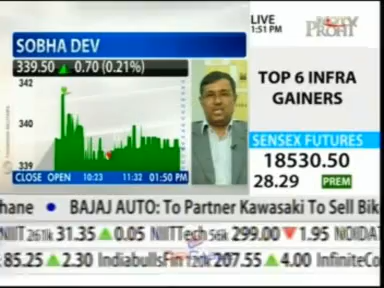 SOBHA DEV
339.50 0.70 (0.21%)
342
340
339
CLOSE OPEN 10:23 11:32 01:50 PM
LIVE
1:51 PM
NDTV
PROFIT
TOP 6 INFRA
GAINERS
SENSEX FUTURES
18530.50
28.29 PREM
hane BAJAJ AUTO: To Partner Kawasaki To Sell Bik
NIIT 261k 31.35 0.05 NIITTech 56k 299.00 1.95 NOIDAT
85.25 2.30 IndiabullsFin 120k 207.55 4.00 InfiniteCo